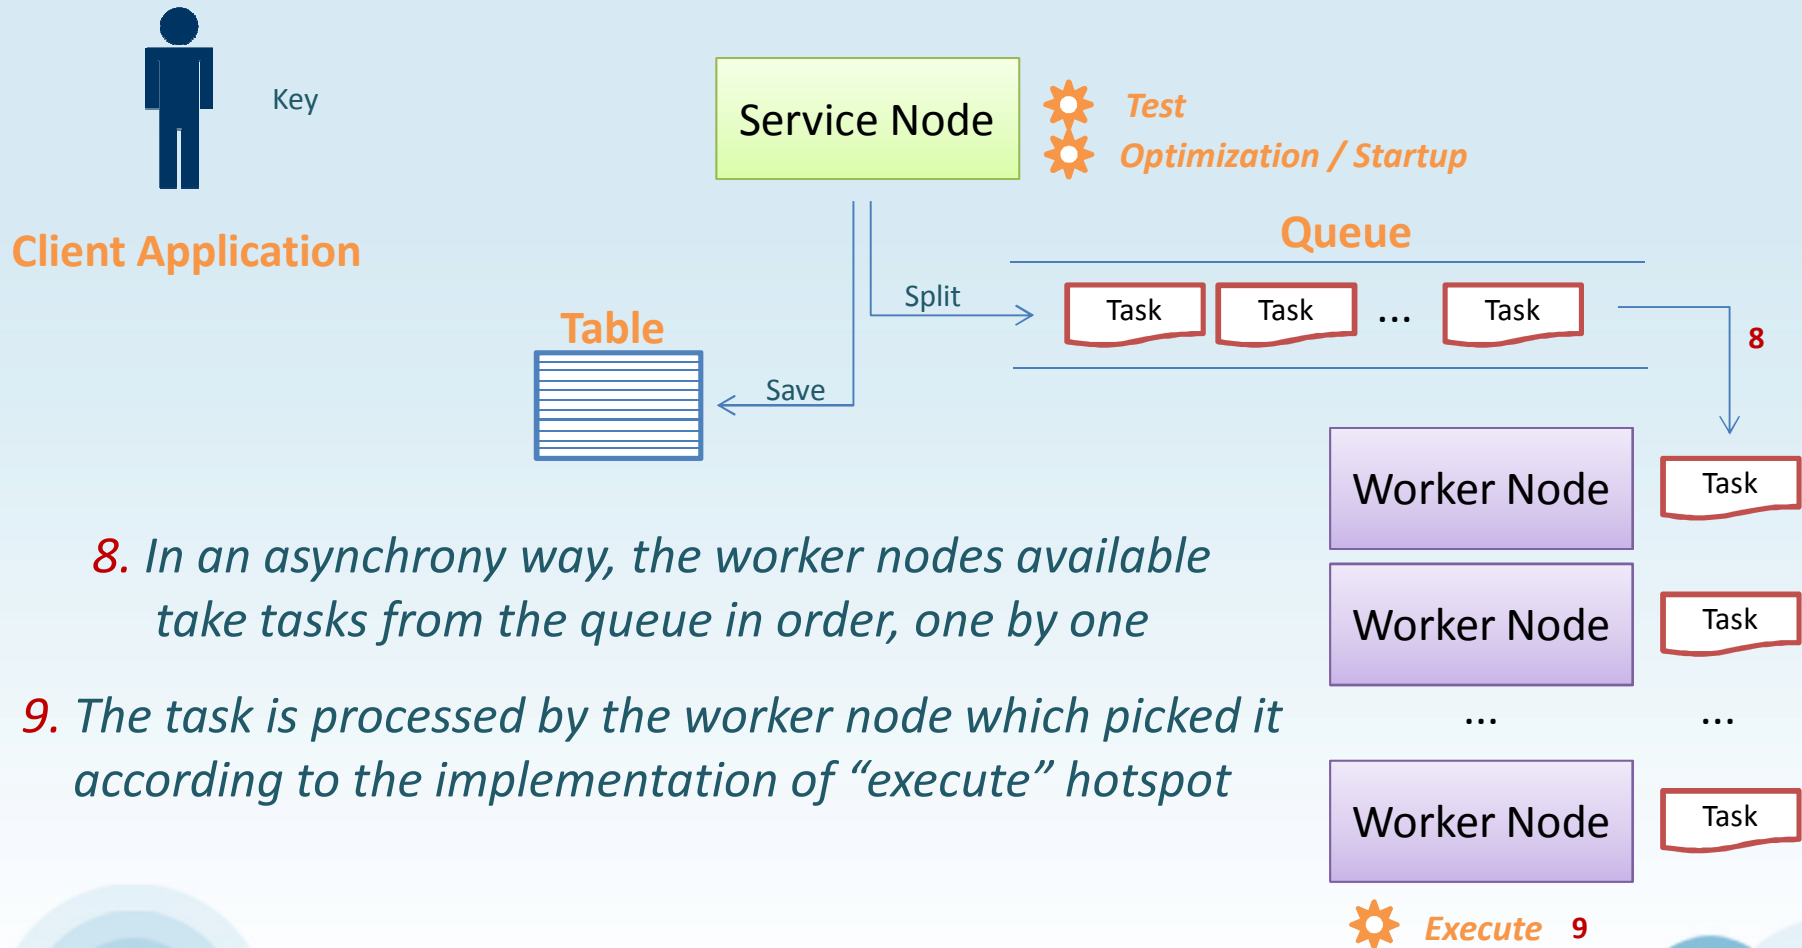 Key
Client Application
Service Node
Test
Optimization / Startup
Queue
Split
Task
Task
...
Task
8
Table
Save
Worker Node
Task
8. In an asynchrony way, the worker nodes available
take tasks from the queue in order, one by one
Worker Node
Task
9. The task is processed by the worker node which picked it
according to the implementation of “execute” hotspot
...
...
Worker Node
Task
Execute 9